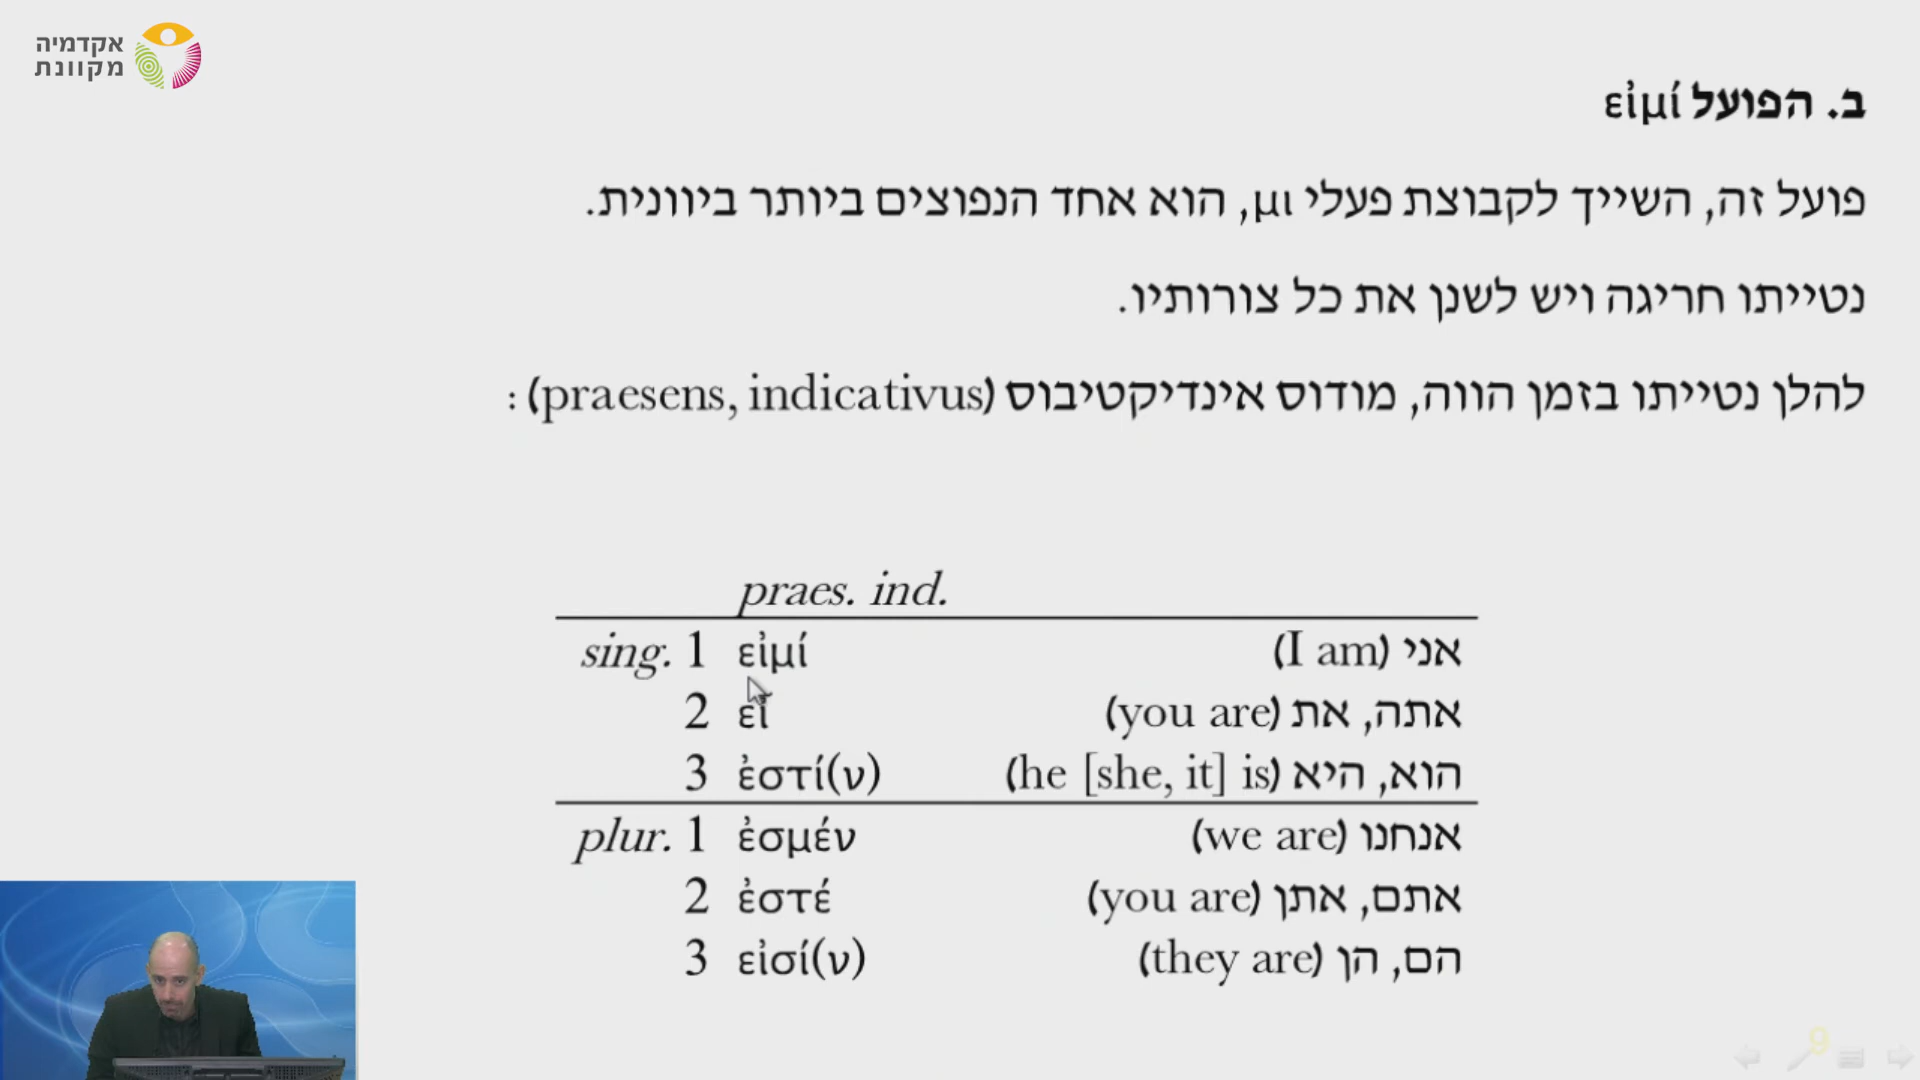 אקדמיה
מקוונת
ב. הפועל εἰμί
פועל זה, השייך לקבוצת פעלי μι, הוא אחד הנפוצים ביותר ביוונית.
נטייתו חריגה ויש לשנן את כל צורותיו.
להלן נטייתו בזמן הווה, מודוס אינדיקטיבוס (praesens, indicativus) :
praes. ind.
sing. 1 εἰμί אני (I am)
2 εἶ אתה, את (you are)
3 ἐστί(ν) הוא, היא (he [she, it] is)
plur. 1 ἐσμέν אנחנו (we are)
2 ἐστέ אתם, אתן (you are)
3 εἰσί(ν) הם, הן (they are)
9